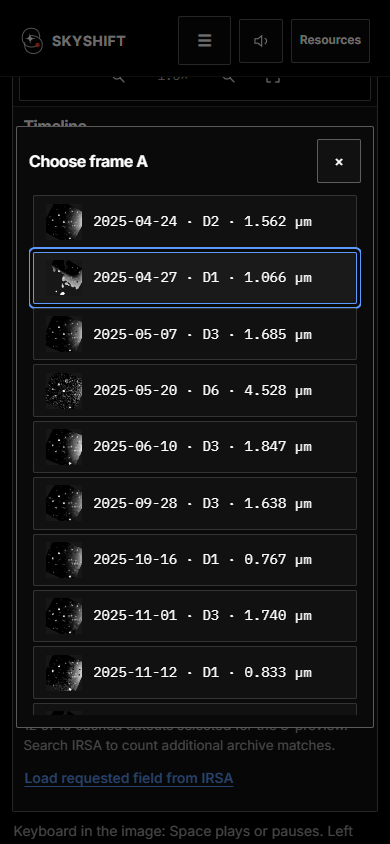 SKYSHIFT
Resources
Timeline
Choose frame A
×
2025-04-24 · D2 · 1.562 µm
2025-04-27 · D1 · 1.066 µm
2025-05-07 · D3 · 1.685 µm
2025-05-20 · D6 · 4.528 µm
2025-06-10 · D3 · 1.847 µm
2025-09-28 · D3 · 1.638 µm
2025-10-16 · D1 · 0.767 µm
2025-11-01 · D3 · 1.740 µm
2025-11-12 · D1 · 0.833 µm
Search IRSA to count additional archive matches.
Load requested field from IRSA
Keyboard in the image: Space plays or pauses. Left